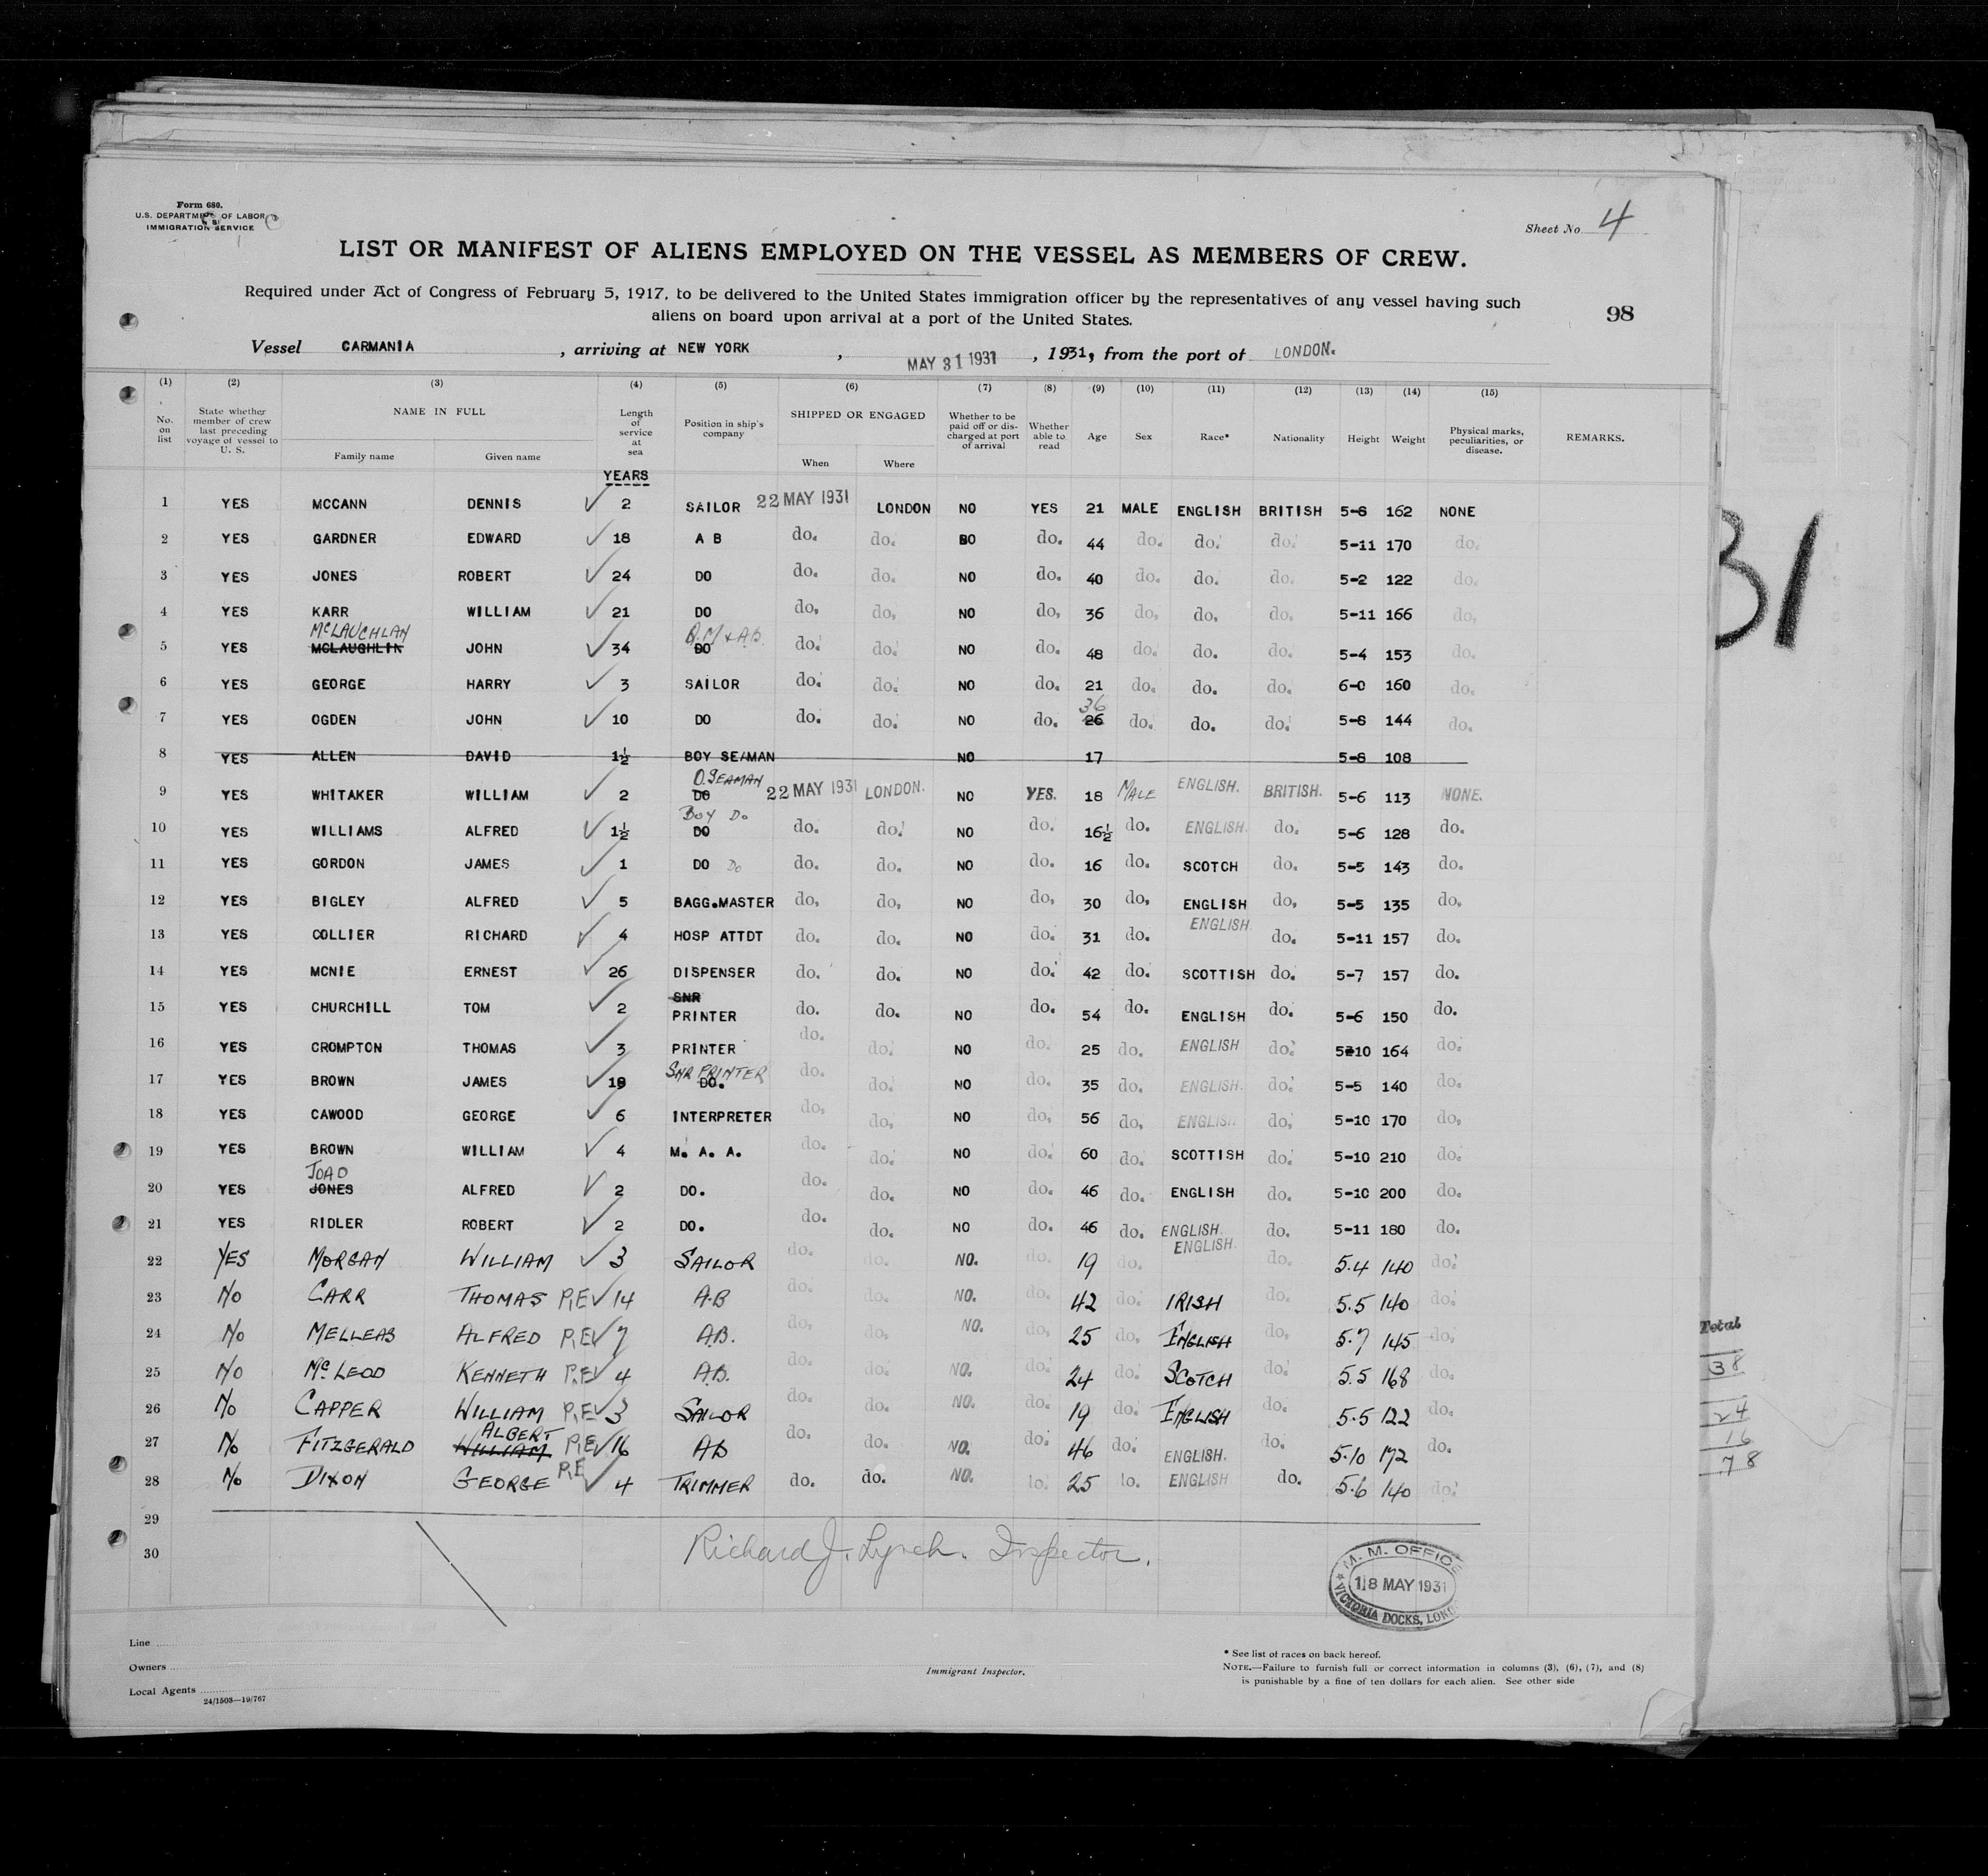 Form 680.
U.S. DEPARTMENT OF LABOR
IMMIGRATION SERVICE
Sheet No. 4
LIST OR MANIFEST OF ALIENS EMPLOYED ON THE VESSEL AS MEMBERS OF CREW.
Required under Act of Congress of February 5, 1917, to be delivered to the United States immigration officer by the representatives of any vessel having such
aliens on board upon arrival at a port of the United States.
98
Vessel CARMANIA, arriving at NEW YORK, MAY 31 1931, 1931, from the port of LONDON.
(1) (2) (3) (4) (5) (6) (7) (8) (9) (10) (11) (12) (13) (14) (15)
No. on list State whether member of crew last preceding voyage of vessel to U. S. NAME IN FULL Family name Given name Length of service at sea Position in ship's company SHIPPED OR ENGAGED When Where Whether to be paid off or discharged at port of arrival Whether able to read Age Sex Race* Nationality Height Weight Physical marks, peculiarities, or disease. REMARKS.
YEARS
1 YES MCCANN DENNIS 2 SAILOR 22 MAY 1931 LONDON NO YES 21 MALE ENGLISH BRITISH 5-8 162 NONE
2 YES GARDNER EDWARD 18 A B do. do. NO do. 44 do. do. do. 5-11 170 do.
3 YES JONES ROBERT 24 DO do. do. NO do. 40 do. do. do. 5-2 122 do.
4 YES KARR WILLIAM 21 DO do. do. NO do. 36 do. do. do. 5-11 166 do.
McLAUCHLAN Q.M + A.B.
5 YES MCLAUGHLIN JOHN 34 DO do. do. NO do. 48 do. do. do. 5-4 153 do.
6 YES GEORGE HARRY 3 SAILOR do. do. NO do. 21 do. do. do. 6-0 160 do.
36
7 YES OGDEN JOHN 10 DO do. do. NO do. 26 do. do. do. 5-8 144 do.
8 YES ALLEN DAVID 1½ BOY SEAMAN NO 17 5-8 108
O.SEAMAN
9 YES WHITAKER WILLIAM 2 DO 22 MAY 1931 LONDON. NO YES. 18 MALE ENGLISH. BRITISH. 5-6 113 NONE.
BOY Do
10 YES WILLIAMS ALFRED 1½ DO do. do. NO do. 16½ do. ENGLISH. do. 5-6 128 do.
11 YES GORDON JAMES 1 DO Do do. do. NO do. 16 do. SCOTCH do. 5-5 143 do.
12 YES BIGLEY ALFRED 5 BAGG.MASTER do. do. NO do. 30 do. ENGLISH do. 5-5 135 do.
13 YES COLLIER RICHARD 4 HOSP ATTDT do. do. NO do. 31 do. ENGLISH do. 5-11 157 do.
14 YES MCNIE ERNEST 26 DISPENSER do. do. NO do. 42 do. SCOTTISH do. 5-7 157 do.
15 YES CHURCHILL TOM 2 SNR PRINTER do. do. NO do. 54 do. ENGLISH do. 5-6 150 do.
16 YES CROMPTON THOMAS 3 PRINTER do. do. NO do. 25 do. ENGLISH do. 5-10 164 do.
SNR PRINTER
17 YES BROWN JAMES 18 DO. do. do. NO do. 35 do. ENGLISH. do. 5-5 140 do.
18 YES CAWOOD GEORGE 6 INTERPRETER do. do. NO do. 56 do. ENGLISH do. 5-10 170 do.
19 YES BROWN WILLIAM 4 M. A. A. do. do. NO do. 60 do. SCOTTISH do. 5-10 210 do.
JOAD
20 YES JONES ALFRED 2 DO. do. do. NO do. 46 do. ENGLISH do. 5-10 200 do.
21 YES RIDLER ROBERT 2 DO. do. do. NO do. 46 do. ENGLISH. do. 5-11 180 do.
22 YES MORGAN WILLIAM 3 SAILOR do. do. NO. do. 19 do. ENGLISH. do. 5.4 140 do.
23 No CARR THOMAS P.E 14 A.B do. do. NO. do. 42 do. IRISH do. 5.5 140 do.
24 No MELLEAS ALFRED P.E 7 AB. do. do. NO. do. 25 do. ENGLISH do. 5.7 145 do.
25 No McLEOD KENNETH P.E 4 A.B. do. do. NO. do. 24 do. SCOTCH do. 5.5 168 do.
26 No CAPPER WILLIAM P.E 3 SAILOR do. do. NO. do. 19 do. ENGLISH do. 5.5 122 do.
ALBERT
27 No FITZGERALD WILLIAM P.E 16 AB do. do. NO. do. 46 do. ENGLISH. do. 5.10 172 do.
28 No DIXON GEORGE P.E 4 TRIMMER do. do. NO. do. 25 do. ENGLISH do. 5.6 140 do.
29
30
Richard J. Lynch. Inspector.
M. M. OFFICE
18 MAY 1931
VICTORIA DOCKS, LOND
Line
Owners
Local Agents
24/1503—19/767
Immigrant Inspector.
* See list of races on back hereof.
NOTE.—Failure to furnish full or correct information in columns (3), (6), (7), and (8)
is punishable by a fine of ten dollars for each alien. See other side
31
Total
38
24
16
78